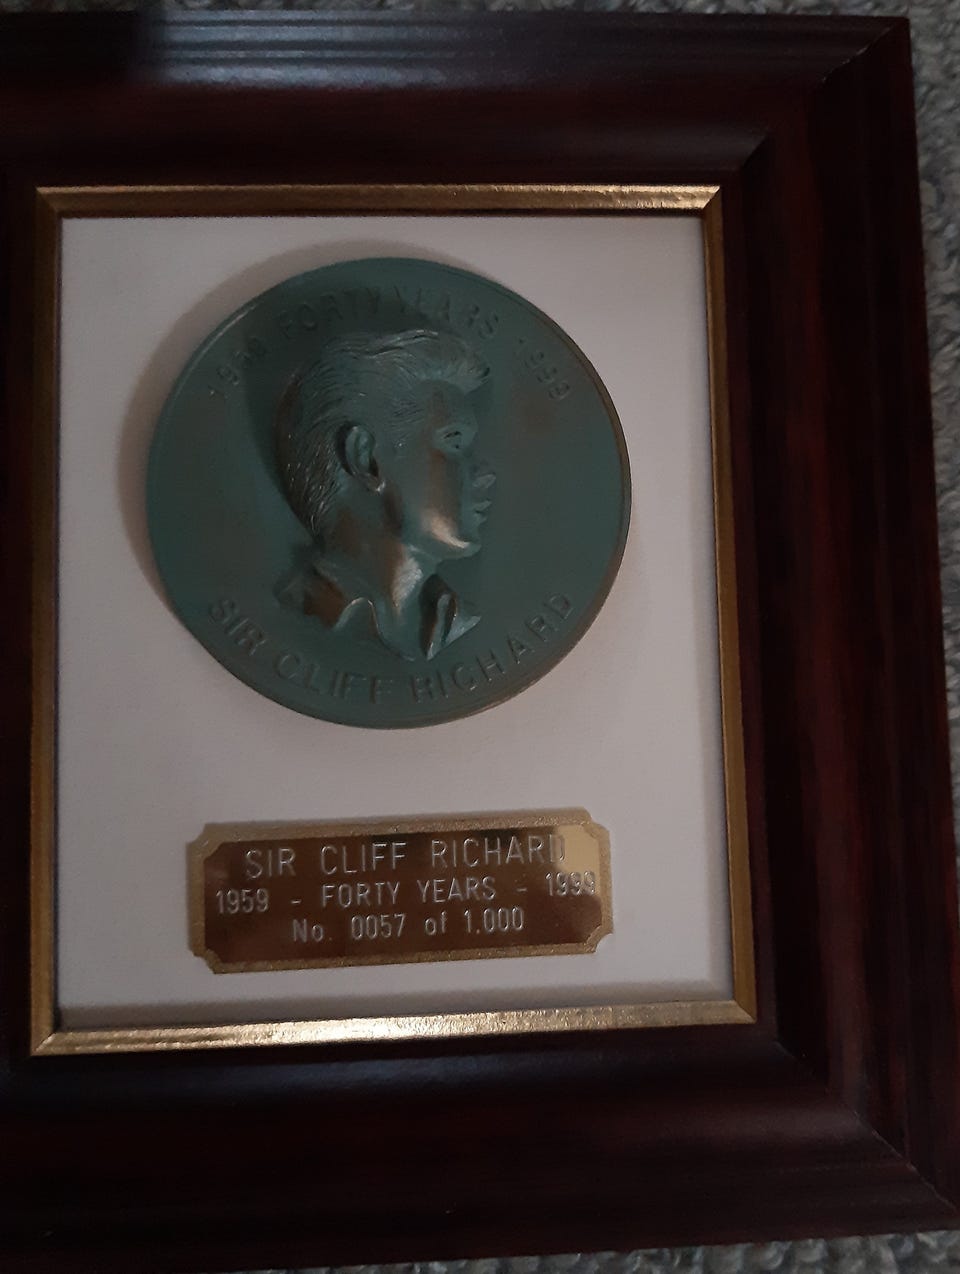 1959 FORTY YEARS 1999
SIR CLIFF RICHARD
SIR CLIFF RICHARD
1959 - FORTY YEARS - 1999
No. 0057 of 1,000